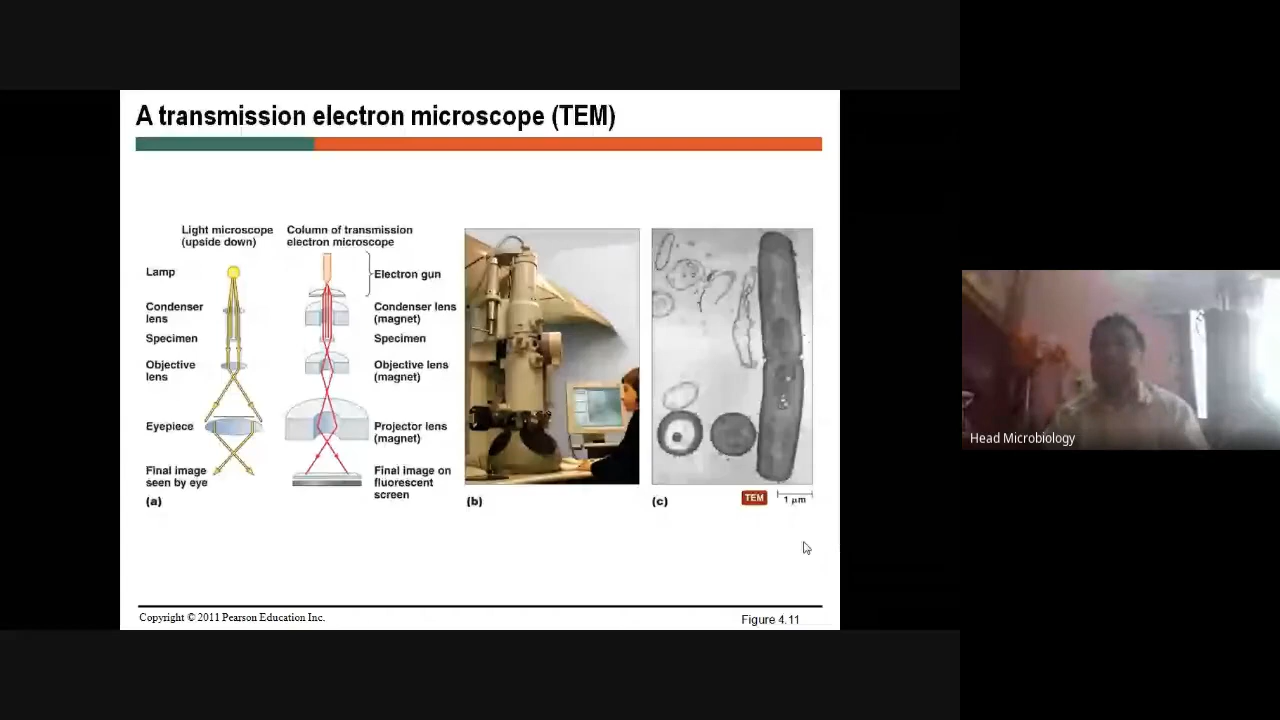 A transmission electron microscope (TEM)
Light microscope
(upside down)
Column of transmission
electron microscope
Lamp
Electron gun
Condenser
lens
Condenser lens
(magnet)
Specimen
Specimen
Objective
lens
Objective lens
(magnet)
Eyepiece
Projector lens
(magnet)
Final image
seen by eye
Final image on
fluorescent
screen
(a)
(b)
(c)
TEM
1 μm
Copyright © 2011 Pearson Education Inc.
Figure 4.11
Head Microbiology